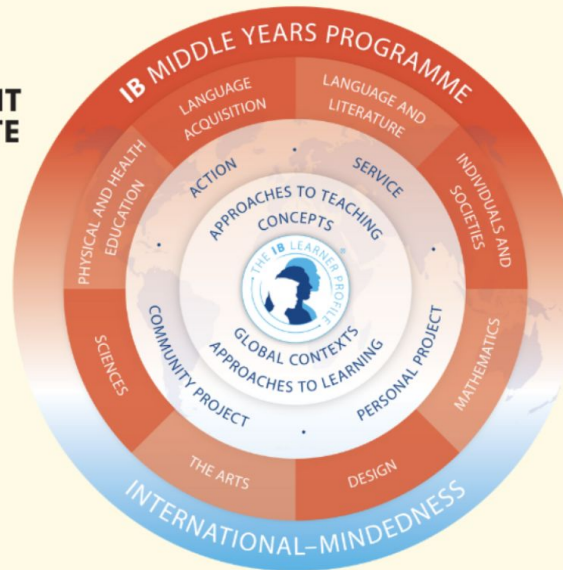 IB MIDDLE YEARS PROGRAMME
LANGUAGE
ACQUISITION
LANGUAGE AND
LITERATURE
PHYSICAL AND HEALTH
EDUCATION
INDIVIDUALS AND
SOCIETIES
SCIENCES
MATHEMATICS
THE ARTS
DESIGN
ACTION
SERVICE
COMMUNITY PROJECT
PERSONAL PROJECT
APPROACHES TO TEACHING
CONCEPTS
THE IB LEARNER PROFILE
GLOBAL CONTEXTS
APPROACHES TO LEARNING
INTERNATIONAL–MINDEDNESS